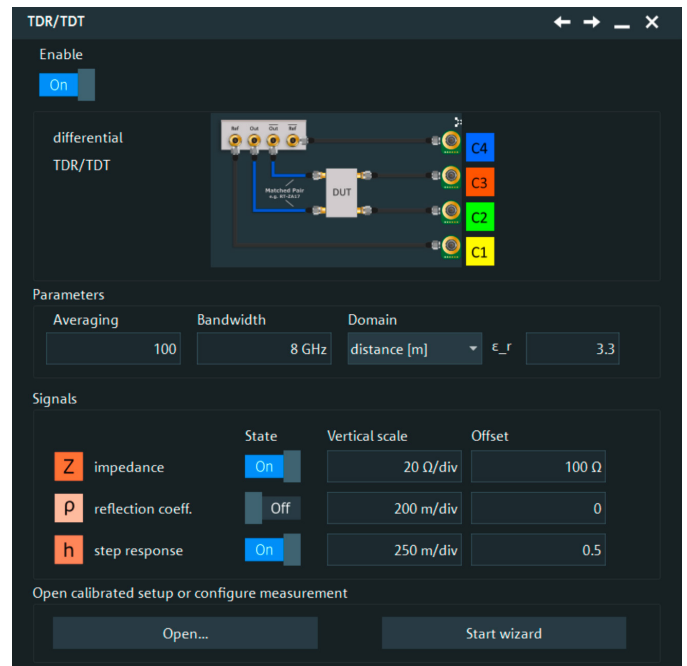 TDR/TDT
Enable
On
differential
TDR/TDT
Ref Out Out Ref
C4
C3
Matched Pair
e.g. RT-ZA17
DUT
C2
C1
Parameters
Averaging Bandwidth Domain
100 8 GHz distance [m] ε_r 3.3
Signals
State Vertical scale Offset
Z impedance On 20 Ω/div 100 Ω
ρ reflection coeff. Off 200 m/div 0
h step response On 250 m/div 0.5
Open calibrated setup or configure measurement
Open... Start wizard